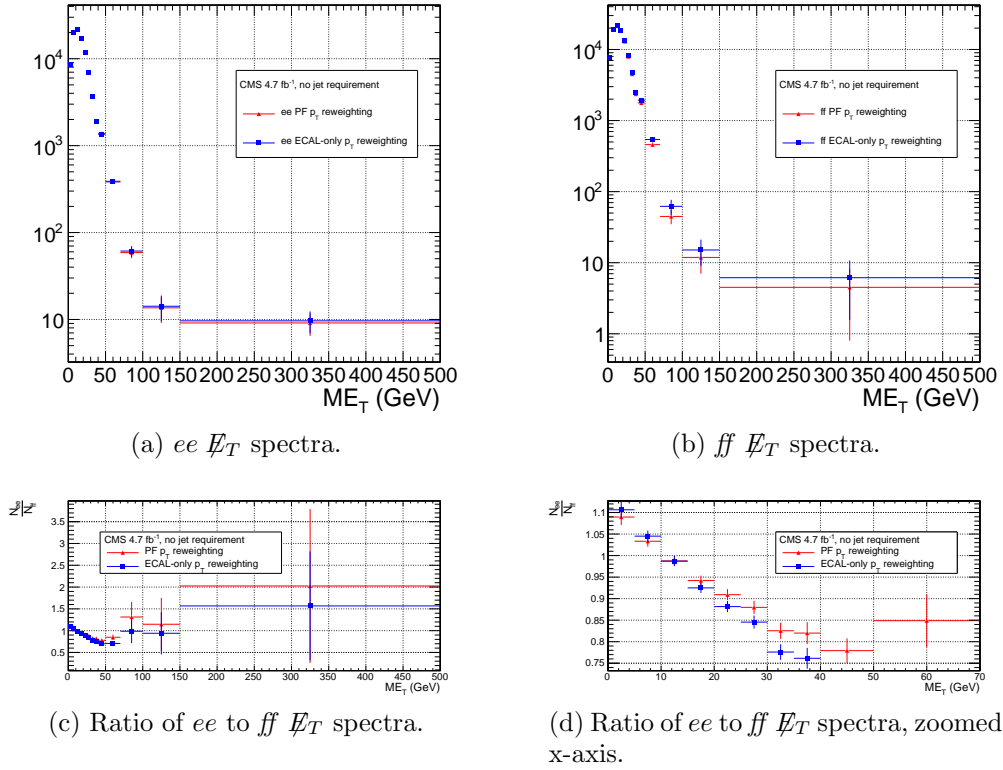 10⁴
10³
10²
10
CMS 4.7 fb⁻¹, no jet requirement
ee PF p_T reweighting
ee ECAL-only p_T reweighting
0 50 100 150 200 250 300 350 400 450 500
ME_T (GeV)
(a) ee E̸_T spectra.
10⁴
10³
10²
10
1
CMS 4.7 fb⁻¹, no jet requirement
ff PF p_T reweighting
ff ECAL-only p_T reweighting
0 50 100 150 200 250 300 350 400 450 500
ME_T (GeV)
(b) ff E̸_T spectra.
3.5
3
2.5
2
1.5
1
0.5
CMS 4.7 fb⁻¹, no jet requirement
PF p_T reweighting
ECAL-only p_T reweighting
0 50 100 150 200 250 300 350 400 450 500
ME_T (GeV)
(c) Ratio of ee to ff E̸_T spectra.
1.1
1.05
1
0.95
0.9
0.85
0.8
0.75
CMS 4.7 fb⁻¹, no jet requirement
PF p_T reweighting
ECAL-only p_T reweighting
0 10 20 30 40 50 60 70
ME_T (GeV)
(d) Ratio of ee to ff E̸_T spectra, zoomed
x-axis.